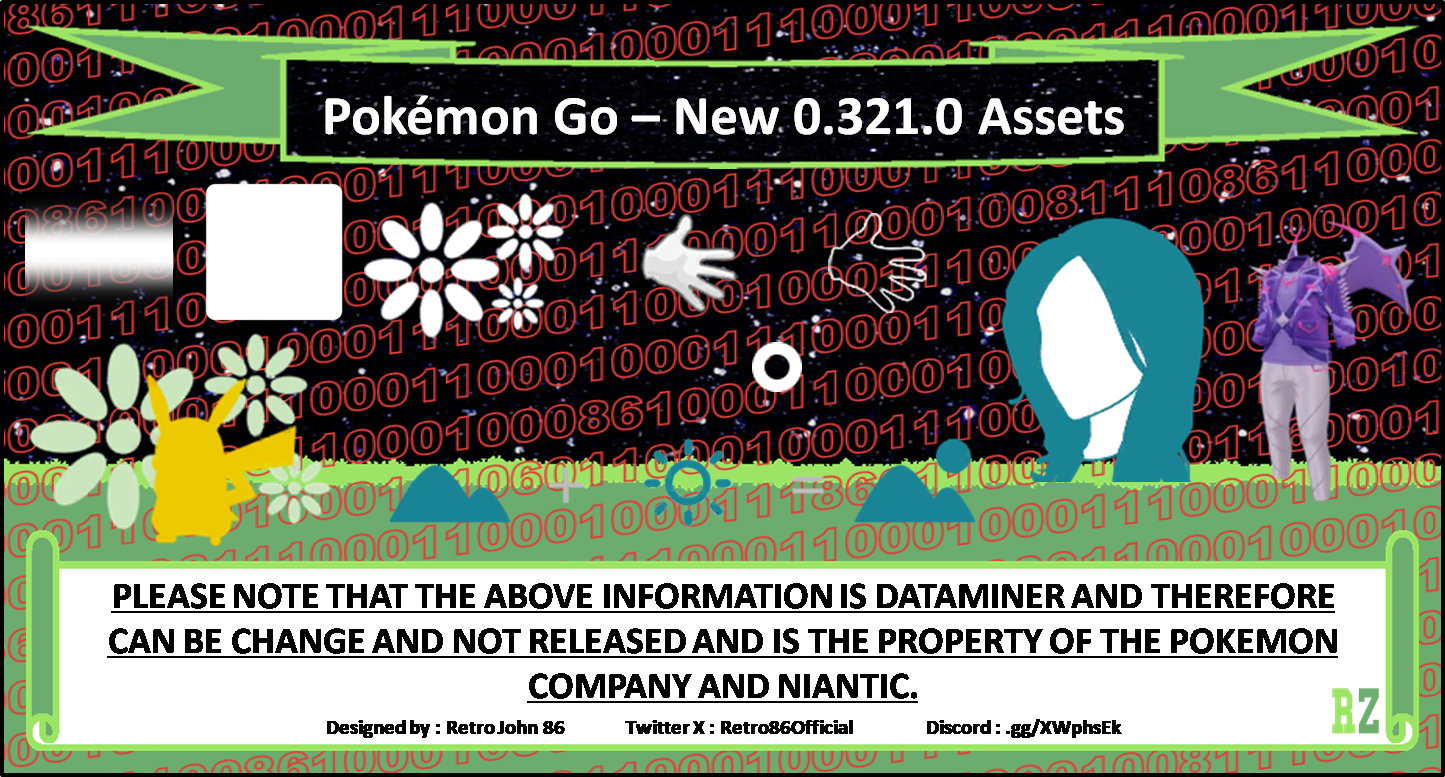 Pokémon Go – New 0.321.0 Assets
+
=
PLEASE NOTE THAT THE ABOVE INFORMATION IS DATAMINER AND THEREFORE
CAN BE CHANGE AND NOT RELEASED AND IS THE PROPERTY OF THE POKEMON
COMPANY AND NIANTIC.
Designed by : Retro John 86 Twitter X : Retro86Official Discord : .gg/XWphsEk
RZ